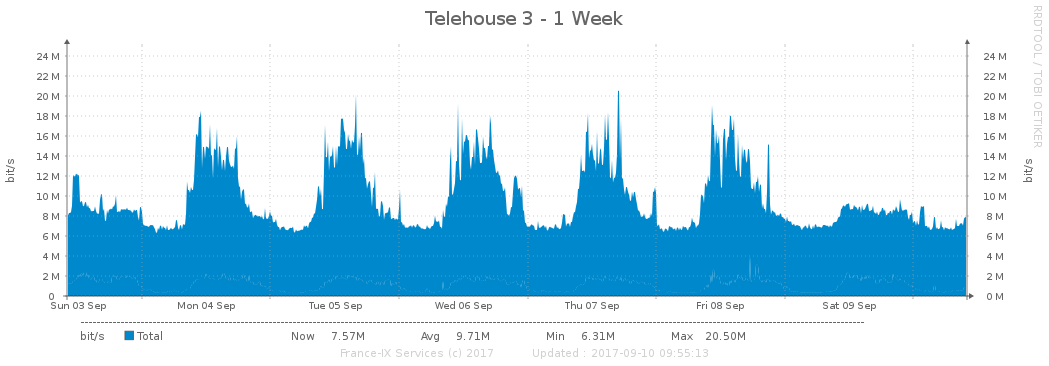 Telehouse 3 - 1 Week
RRDTOOL / TOBI OETIKER
24 M 24 M
22 M 22 M
20 M 20 M
18 M 18 M
16 M 16 M
14 M 14 M
12 M 12 M
10 M 10 M
8 M 8 M
6 M 6 M
4 M 4 M
2 M 2 M
0 0 M
bit/s
bit/s
Sun 03 Sep Mon 04 Sep Tue 05 Sep Wed 06 Sep Thu 07 Sep Fri 08 Sep Sat 09 Sep
bit/s Total Now 7.57M Avg 9.71M Min 6.31M Max 20.50M
France-IX Services (c) 2017 Updated : 2017-09-10 09:55:13